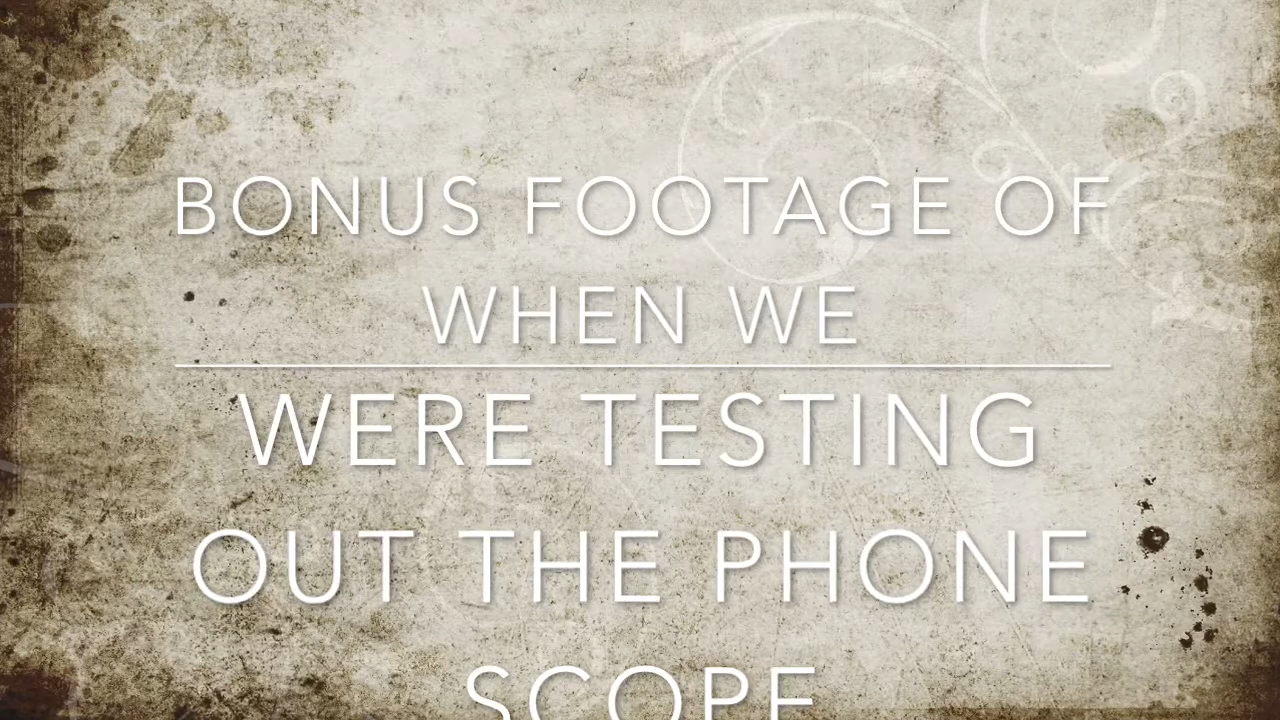 BONUS FOOTAGE OF
WHEN WE
WERE TESTING
OUT THE PHONE
SCOPE